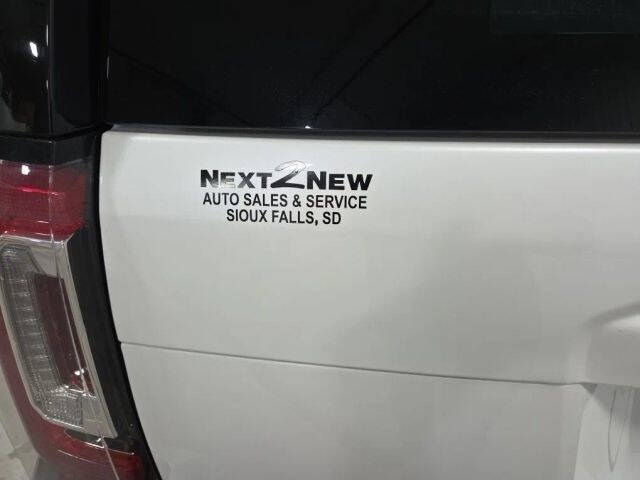 NEXT2NEW
AUTO SALES & SERVICE
SIOUX FALLS, SD